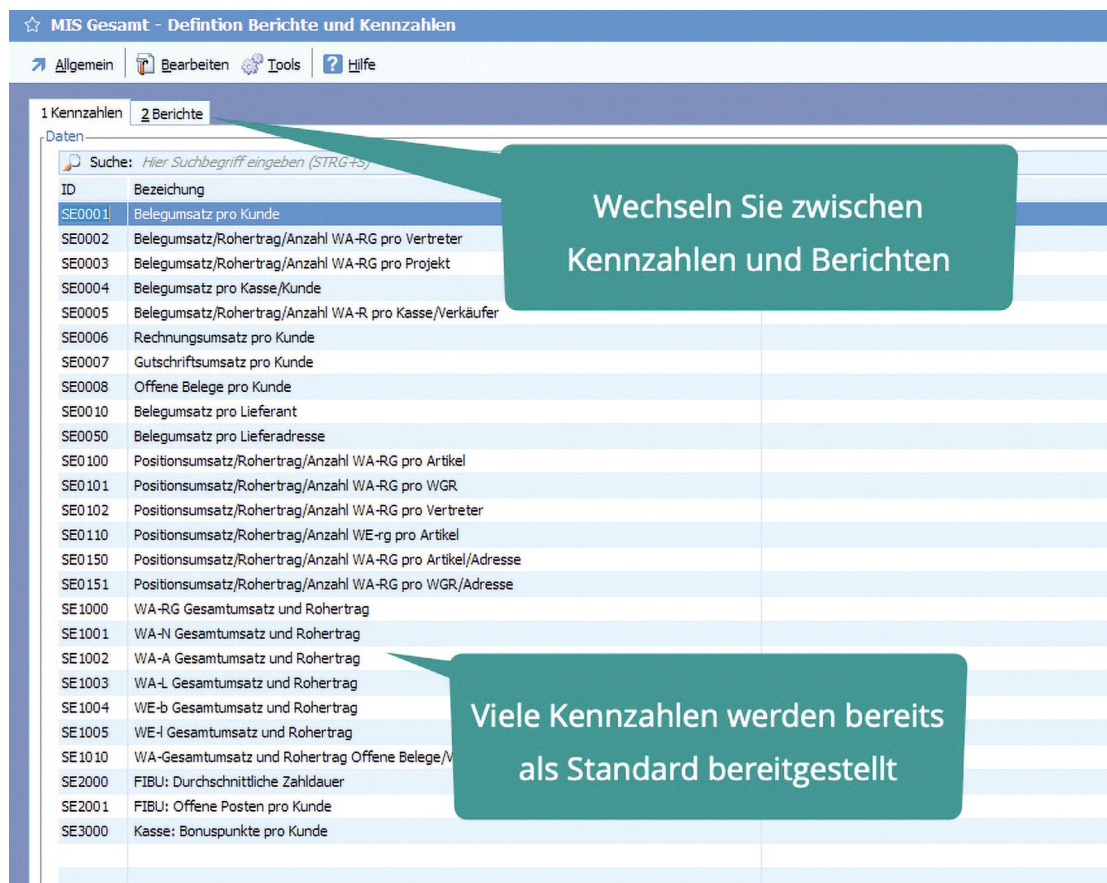 MIS Gesamt - Defintion Berichte und Kennzahlen
Allgemein Bearbeiten Tools Hilfe
1 Kennzahlen 2 Berichte
Daten
Suche: Hier Suchbegriff eingeben (STRG+S)
ID Bezeichung
SE0001 Belegumsatz pro Kunde
SE0002 Belegumsatz/Rohertrag/Anzahl WA-RG pro Vertreter
SE0003 Belegumsatz/Rohertrag/Anzahl WA-RG pro Projekt
SE0004 Belegumsatz pro Kasse/Kunde
SE0005 Belegumsatz/Rohertrag/Anzahl WA-R pro Kasse/Verkäufer
SE0006 Rechnungsumsatz pro Kunde
SE0007 Gutschriftsumsatz pro Kunde
SE0008 Offene Belege pro Kunde
SE0010 Belegumsatz pro Lieferant
SE0050 Belegumsatz pro Lieferadresse
SE0100 Positionsumsatz/Rohertrag/Anzahl WA-RG pro Artikel
SE0101 Positionsumsatz/Rohertrag/Anzahl WA-RG pro WGR
SE0102 Positionsumsatz/Rohertrag/Anzahl WA-RG pro Vertreter
SE0110 Positionsumsatz/Rohertrag/Anzahl WE-rg pro Artikel
SE0150 Positionsumsatz/Rohertrag/Anzahl WA-RG pro Artikel/Adresse
SE0151 Positionsumsatz/Rohertrag/Anzahl WA-RG pro WGR/Adresse
SE1000 WA-RG Gesamtumsatz und Rohertrag
SE1001 WA-N Gesamtumsatz und Rohertrag
SE1002 WA-A Gesamtumsatz und Rohertrag
SE1003 WA-L Gesamtumsatz und Rohertrag
SE1004 WE-b Gesamtumsatz und Rohertrag
SE1005 WE-l Gesamtumsatz und Rohertrag
SE1010 WA-Gesamtumsatz und Rohertrag Offene Belege/
SE2000 FIBU: Durchschnittliche Zahldauer
SE2001 FIBU: Offene Posten pro Kunde
SE3000 Kasse: Bonuspunkte pro Kunde
Wechseln Sie zwischen
Kennzahlen und Berichten
Viele Kennzahlen werden bereits
als Standard bereitgestellt